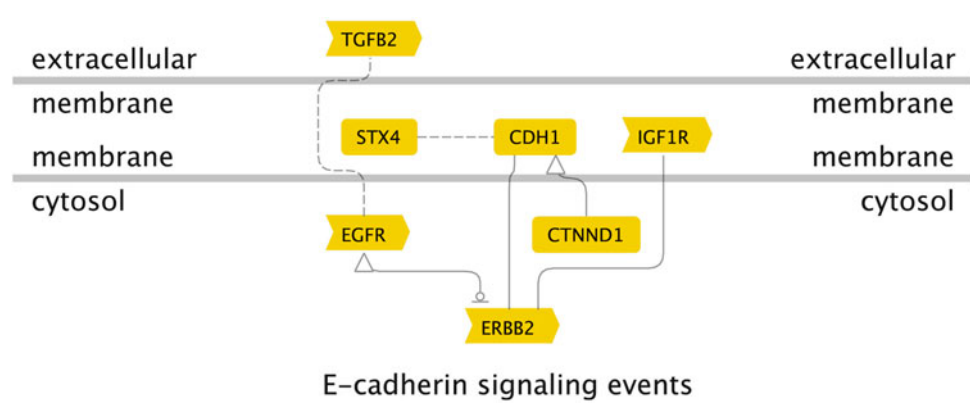 TGFB2
extracellular extracellular
membrane membrane
STX4 CDH1 IGF1R
membrane membrane
cytosol cytosol
EGFR CTNND1
ERBB2
E-cadherin signaling events